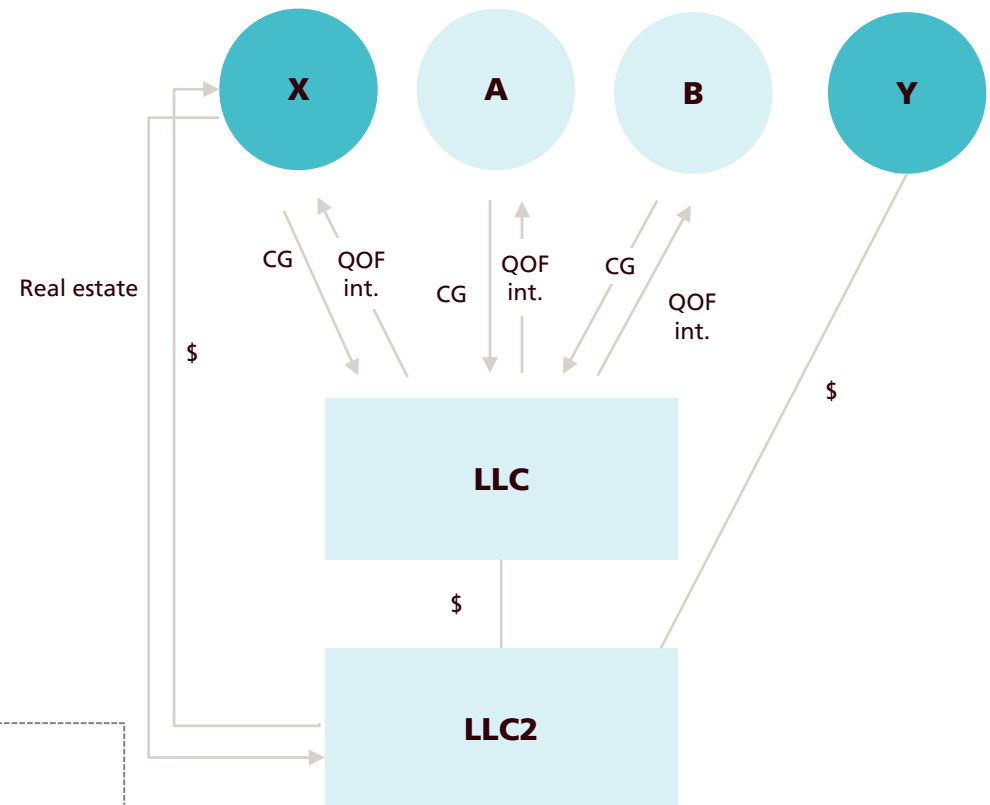 X
A
B
Y
CG
QOF
int.
CG
QOF
int.
CG
QOF
int.
Real estate
$
$
LLC
$
LLC2